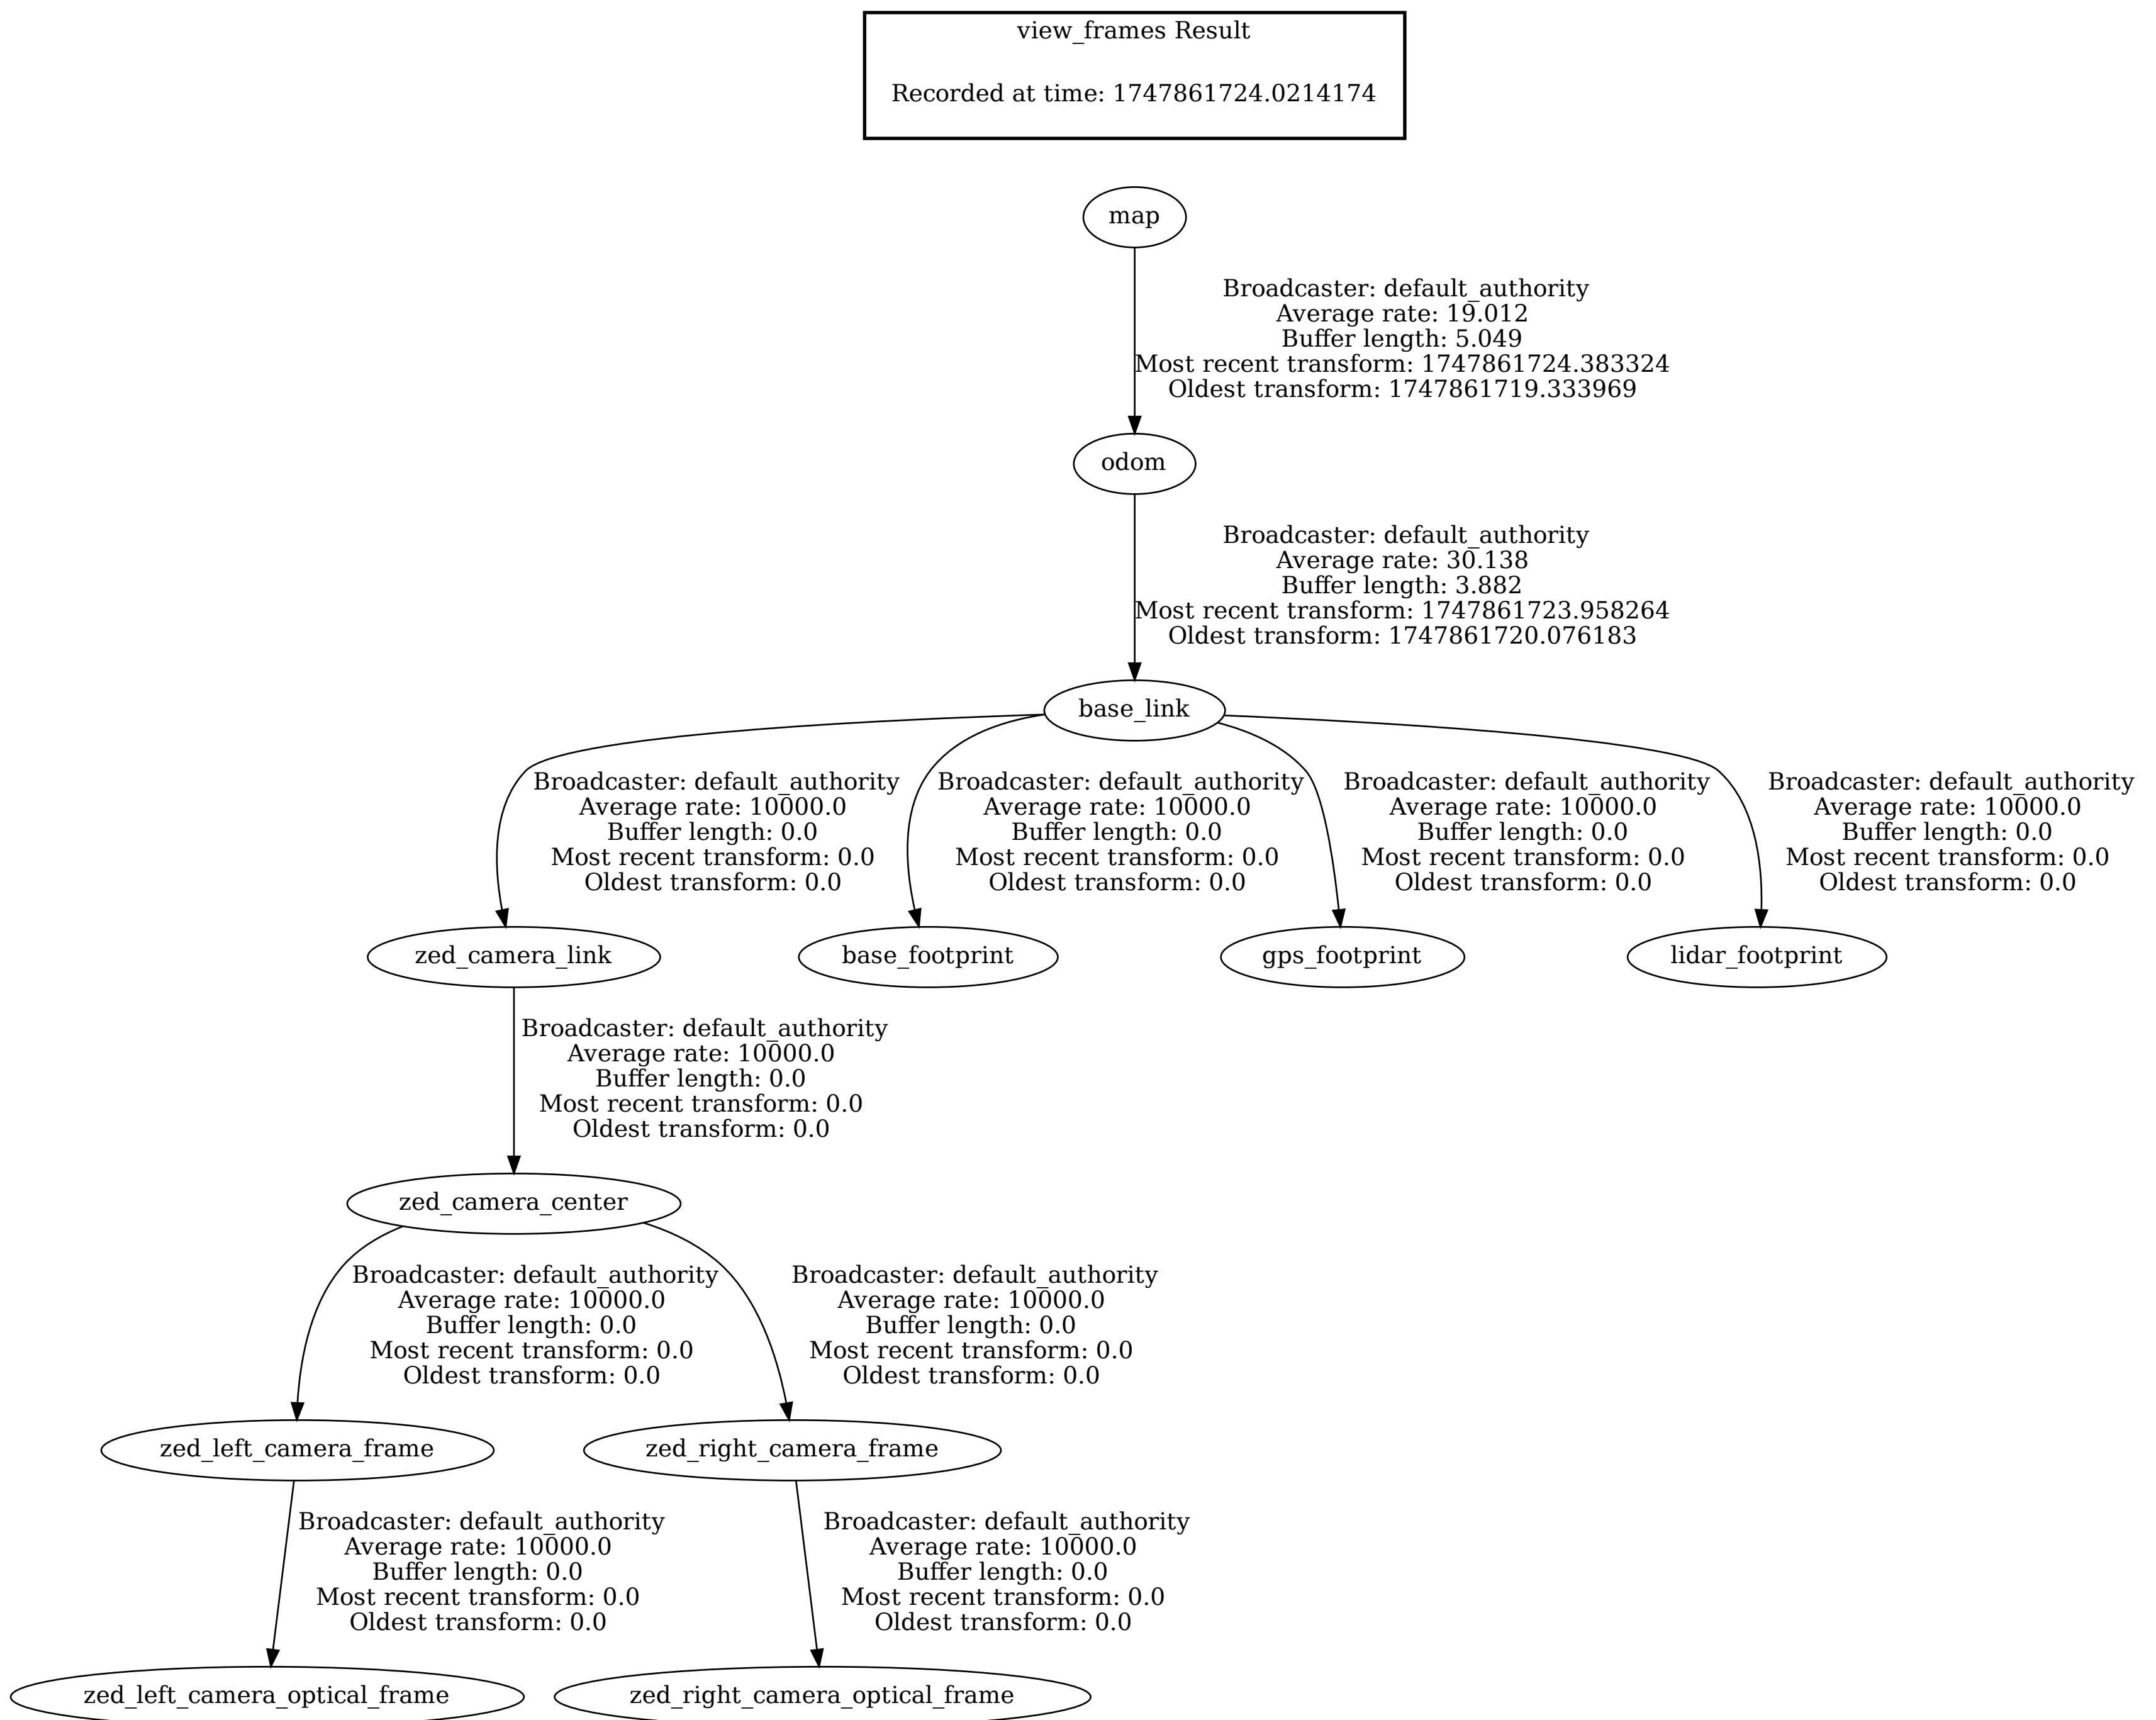 view_frames Result
Recorded at time: 1747861724.0214174
map
Broadcaster: default_authority
Average rate: 19.012
Buffer length: 5.049
Most recent transform: 1747861724.383324
Oldest transform: 1747861719.333969
odom
Broadcaster: default_authority
Average rate: 30.138
Buffer length: 3.882
Most recent transform: 1747861723.958264
Oldest transform: 1747861720.076183
base_link
Broadcaster: default_authority
Average rate: 10000.0
Buffer length: 0.0
Most recent transform: 0.0
Oldest transform: 0.0
Broadcaster: default_authority
Average rate: 10000.0
Buffer length: 0.0
Most recent transform: 0.0
Oldest transform: 0.0
Broadcaster: default_authority
Average rate: 10000.0
Buffer length: 0.0
Most recent transform: 0.0
Oldest transform: 0.0
Broadcaster: default_authority
Average rate: 10000.0
Buffer length: 0.0
Most recent transform: 0.0
Oldest transform: 0.0
zed_camera_link
base_footprint
gps_footprint
lidar_footprint
Broadcaster: default_authority
Average rate: 10000.0
Buffer length: 0.0
Most recent transform: 0.0
Oldest transform: 0.0
zed_camera_center
Broadcaster: default_authority
Average rate: 10000.0
Buffer length: 0.0
Most recent transform: 0.0
Oldest transform: 0.0
Broadcaster: default_authority
Average rate: 10000.0
Buffer length: 0.0
Most recent transform: 0.0
Oldest transform: 0.0
zed_left_camera_frame
zed_right_camera_frame
Broadcaster: default_authority
Average rate: 10000.0
Buffer length: 0.0
Most recent transform: 0.0
Oldest transform: 0.0
Broadcaster: default_authority
Average rate: 10000.0
Buffer length: 0.0
Most recent transform: 0.0
Oldest transform: 0.0
zed_left_camera_optical_frame
zed_right_camera_optical_frame